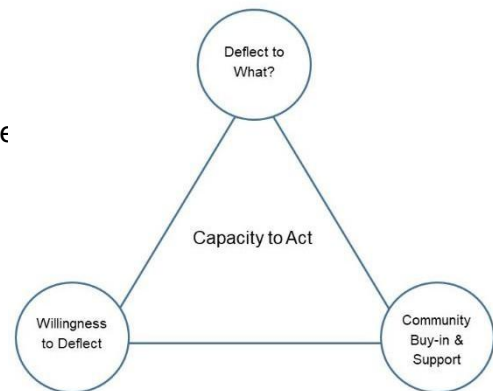 Deflect to
What?
Capacity to Act
Willingness
to Deflect
Community
Buy-in &
Support